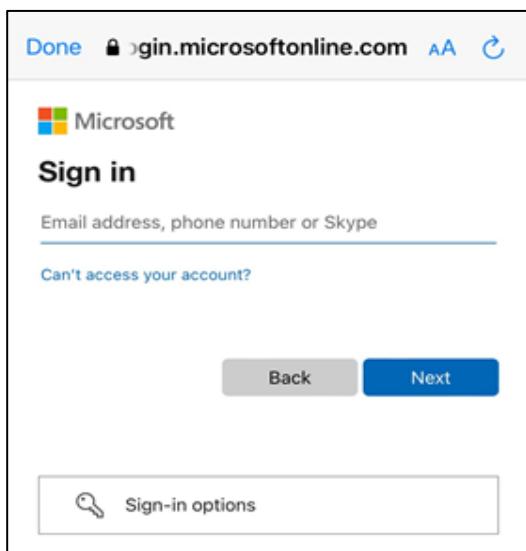 Done ogin.microsoftonline.com AA
Microsoft
Sign in
Email address, phone number or Skype
Can't access your account?
Back Next
Sign-in options